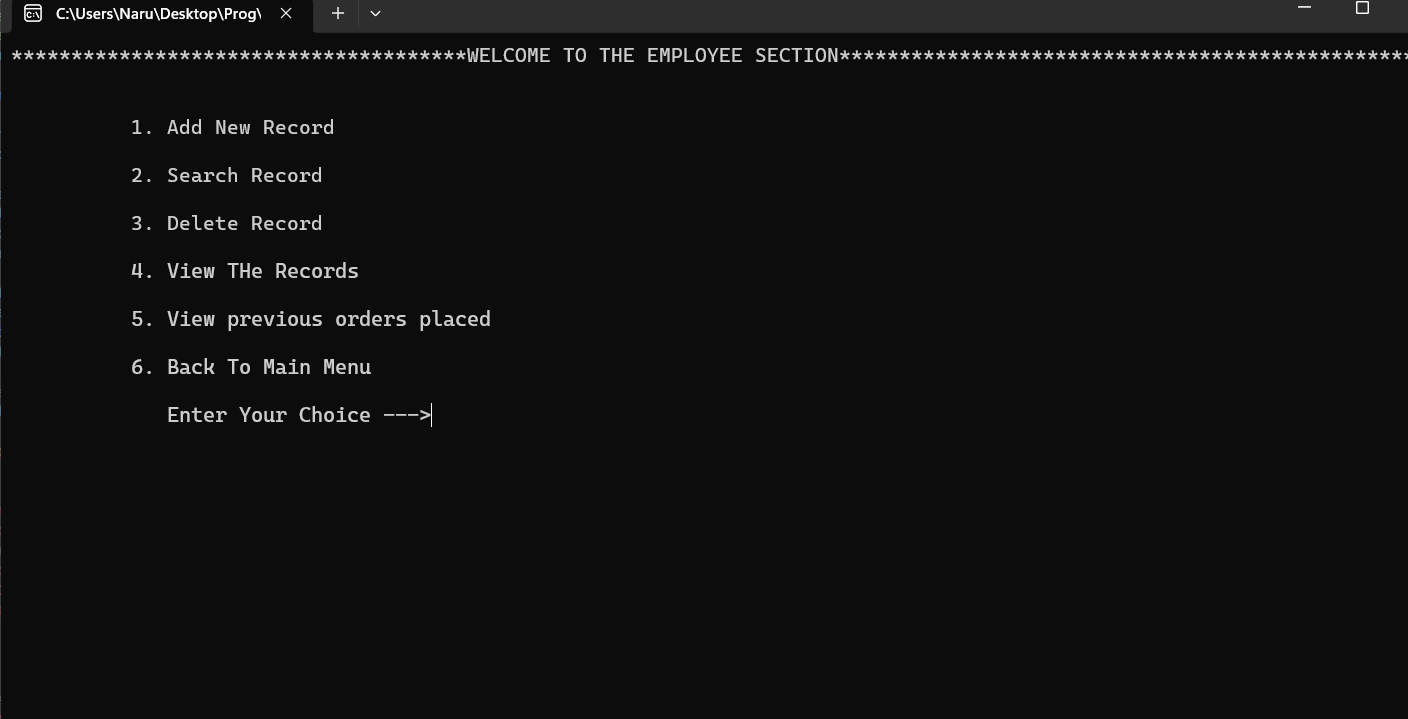 C:\Users\Naru\Desktop\Prog\
**************************************WELCOME TO THE EMPLOYEE SECTION************************************************
1. Add New Record
2. Search Record
3. Delete Record
4. View THe Records
5. View previous orders placed
6. Back To Main Menu
Enter Your Choice --->